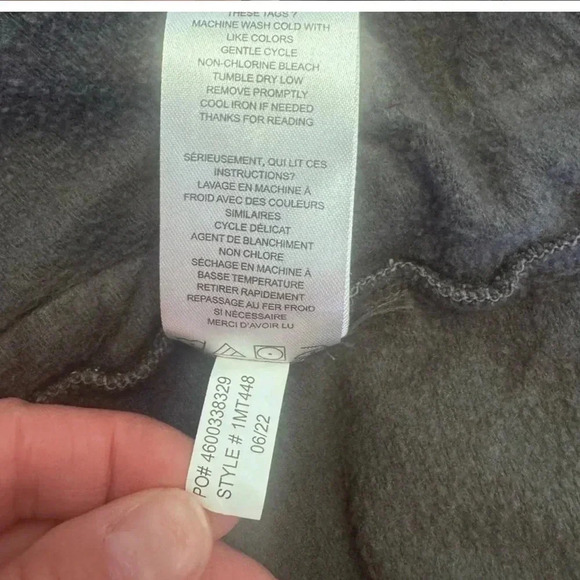 THESE TAGS ?
MACHINE WASH COLD WITH
LIKE COLORS
GENTLE CYCLE
NON-CHLORINE BLEACH
TUMBLE DRY LOW
REMOVE PROMPTLY
COOL IRON IF NEEDED
THANKS FOR READING
SÉRIEUSEMENT, QUI LIT CES
INSTRUCTIONS?
LAVAGE EN MACHINE À
FROID AVEC DES COULEURS
SIMILAIRES
CYCLE DÉLICAT
AGENT DE BLANCHIMENT
NON CHLORE
SÉCHAGE EN MACHINE À
BASSE TEMPERATURE
RETIRER RAPIDEMENT
REPASSAGE AU FER FROID
SI NÉCESSAIRE
MERCI D'AVOIR LU
PO# 4600338329
STYLE # 1MT448
06/22